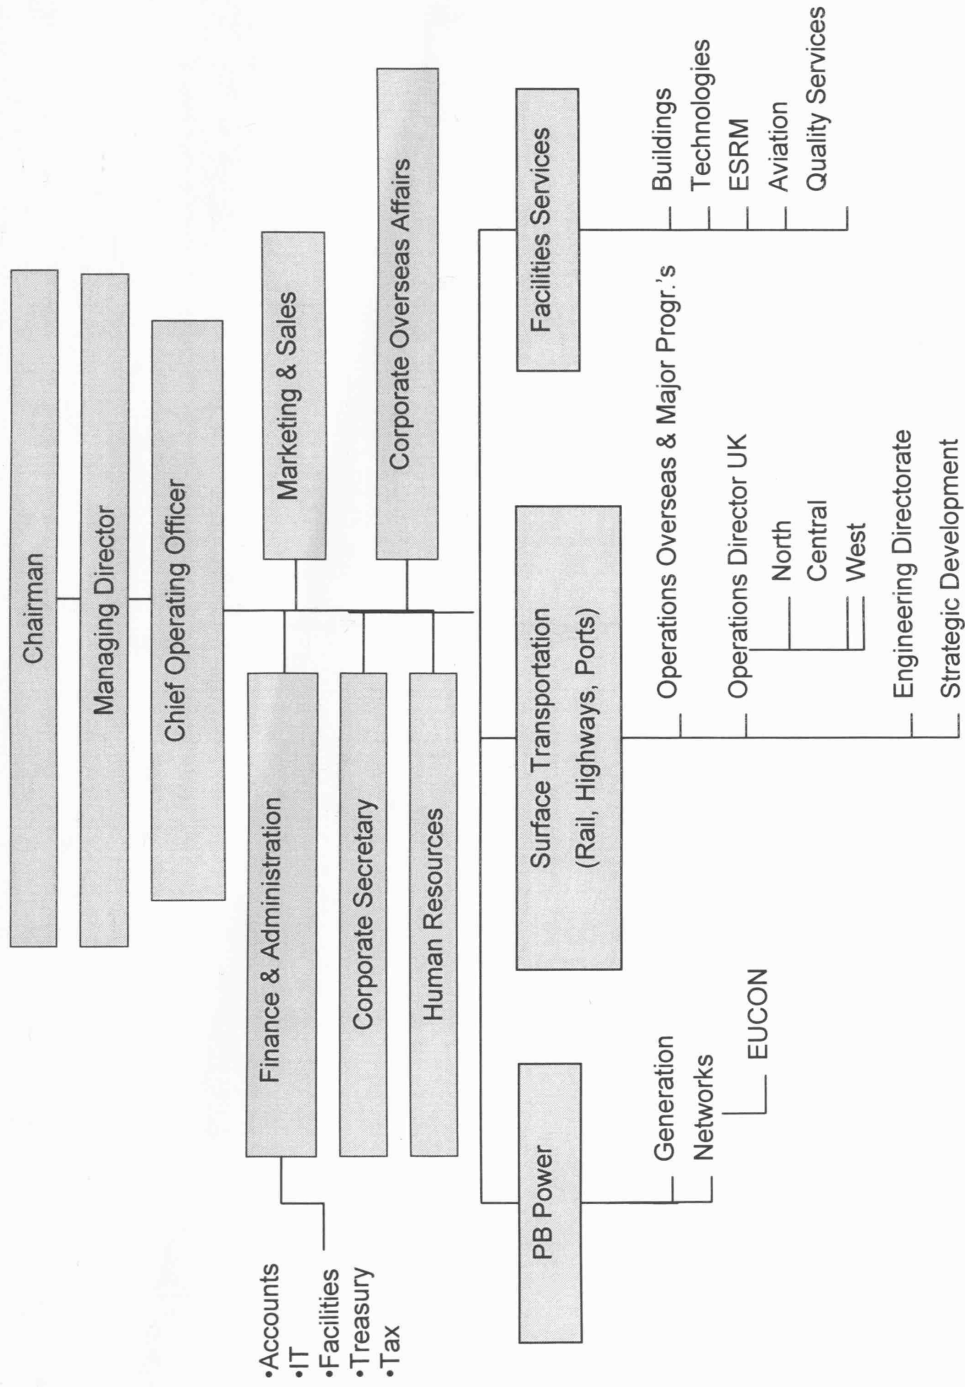 Chairman
Managing Director
Chief Operating Officer
Finance & Administration
Marketing & Sales
•Accounts
•IT
•Facilities
•Treasury
•Tax
Corporate Secretary
Corporate Overseas Affairs
Human Resources
PB Power
Generation
Networks
EUCON
Surface Transportation
(Rail, Highways, Ports)
Operations Overseas & Major Progr.'s
Operations Director UK
North
Central
West
Engineering Directorate
Strategic Development
Facilities Services
Buildings
Technologies
ESRM
Aviation
Quality Services